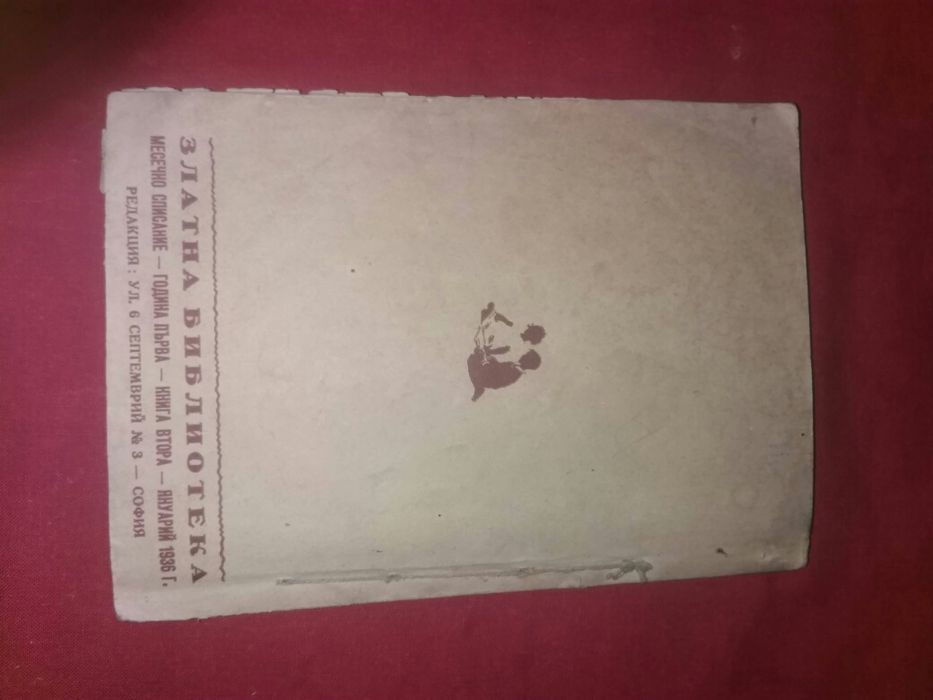 ЗЛАТНА БИБЛИОТЕКА
МЕСЕЧНО СПИСАНИЕ — ГОДИНА ПЪРВА — КНИГА ВТОРА — ЯНУАРИЙ 1936 Г.
РЕДАКЦИЯ: УЛ. 6 СЕПТЕМВРИЙ № 3 — СОФИЯ